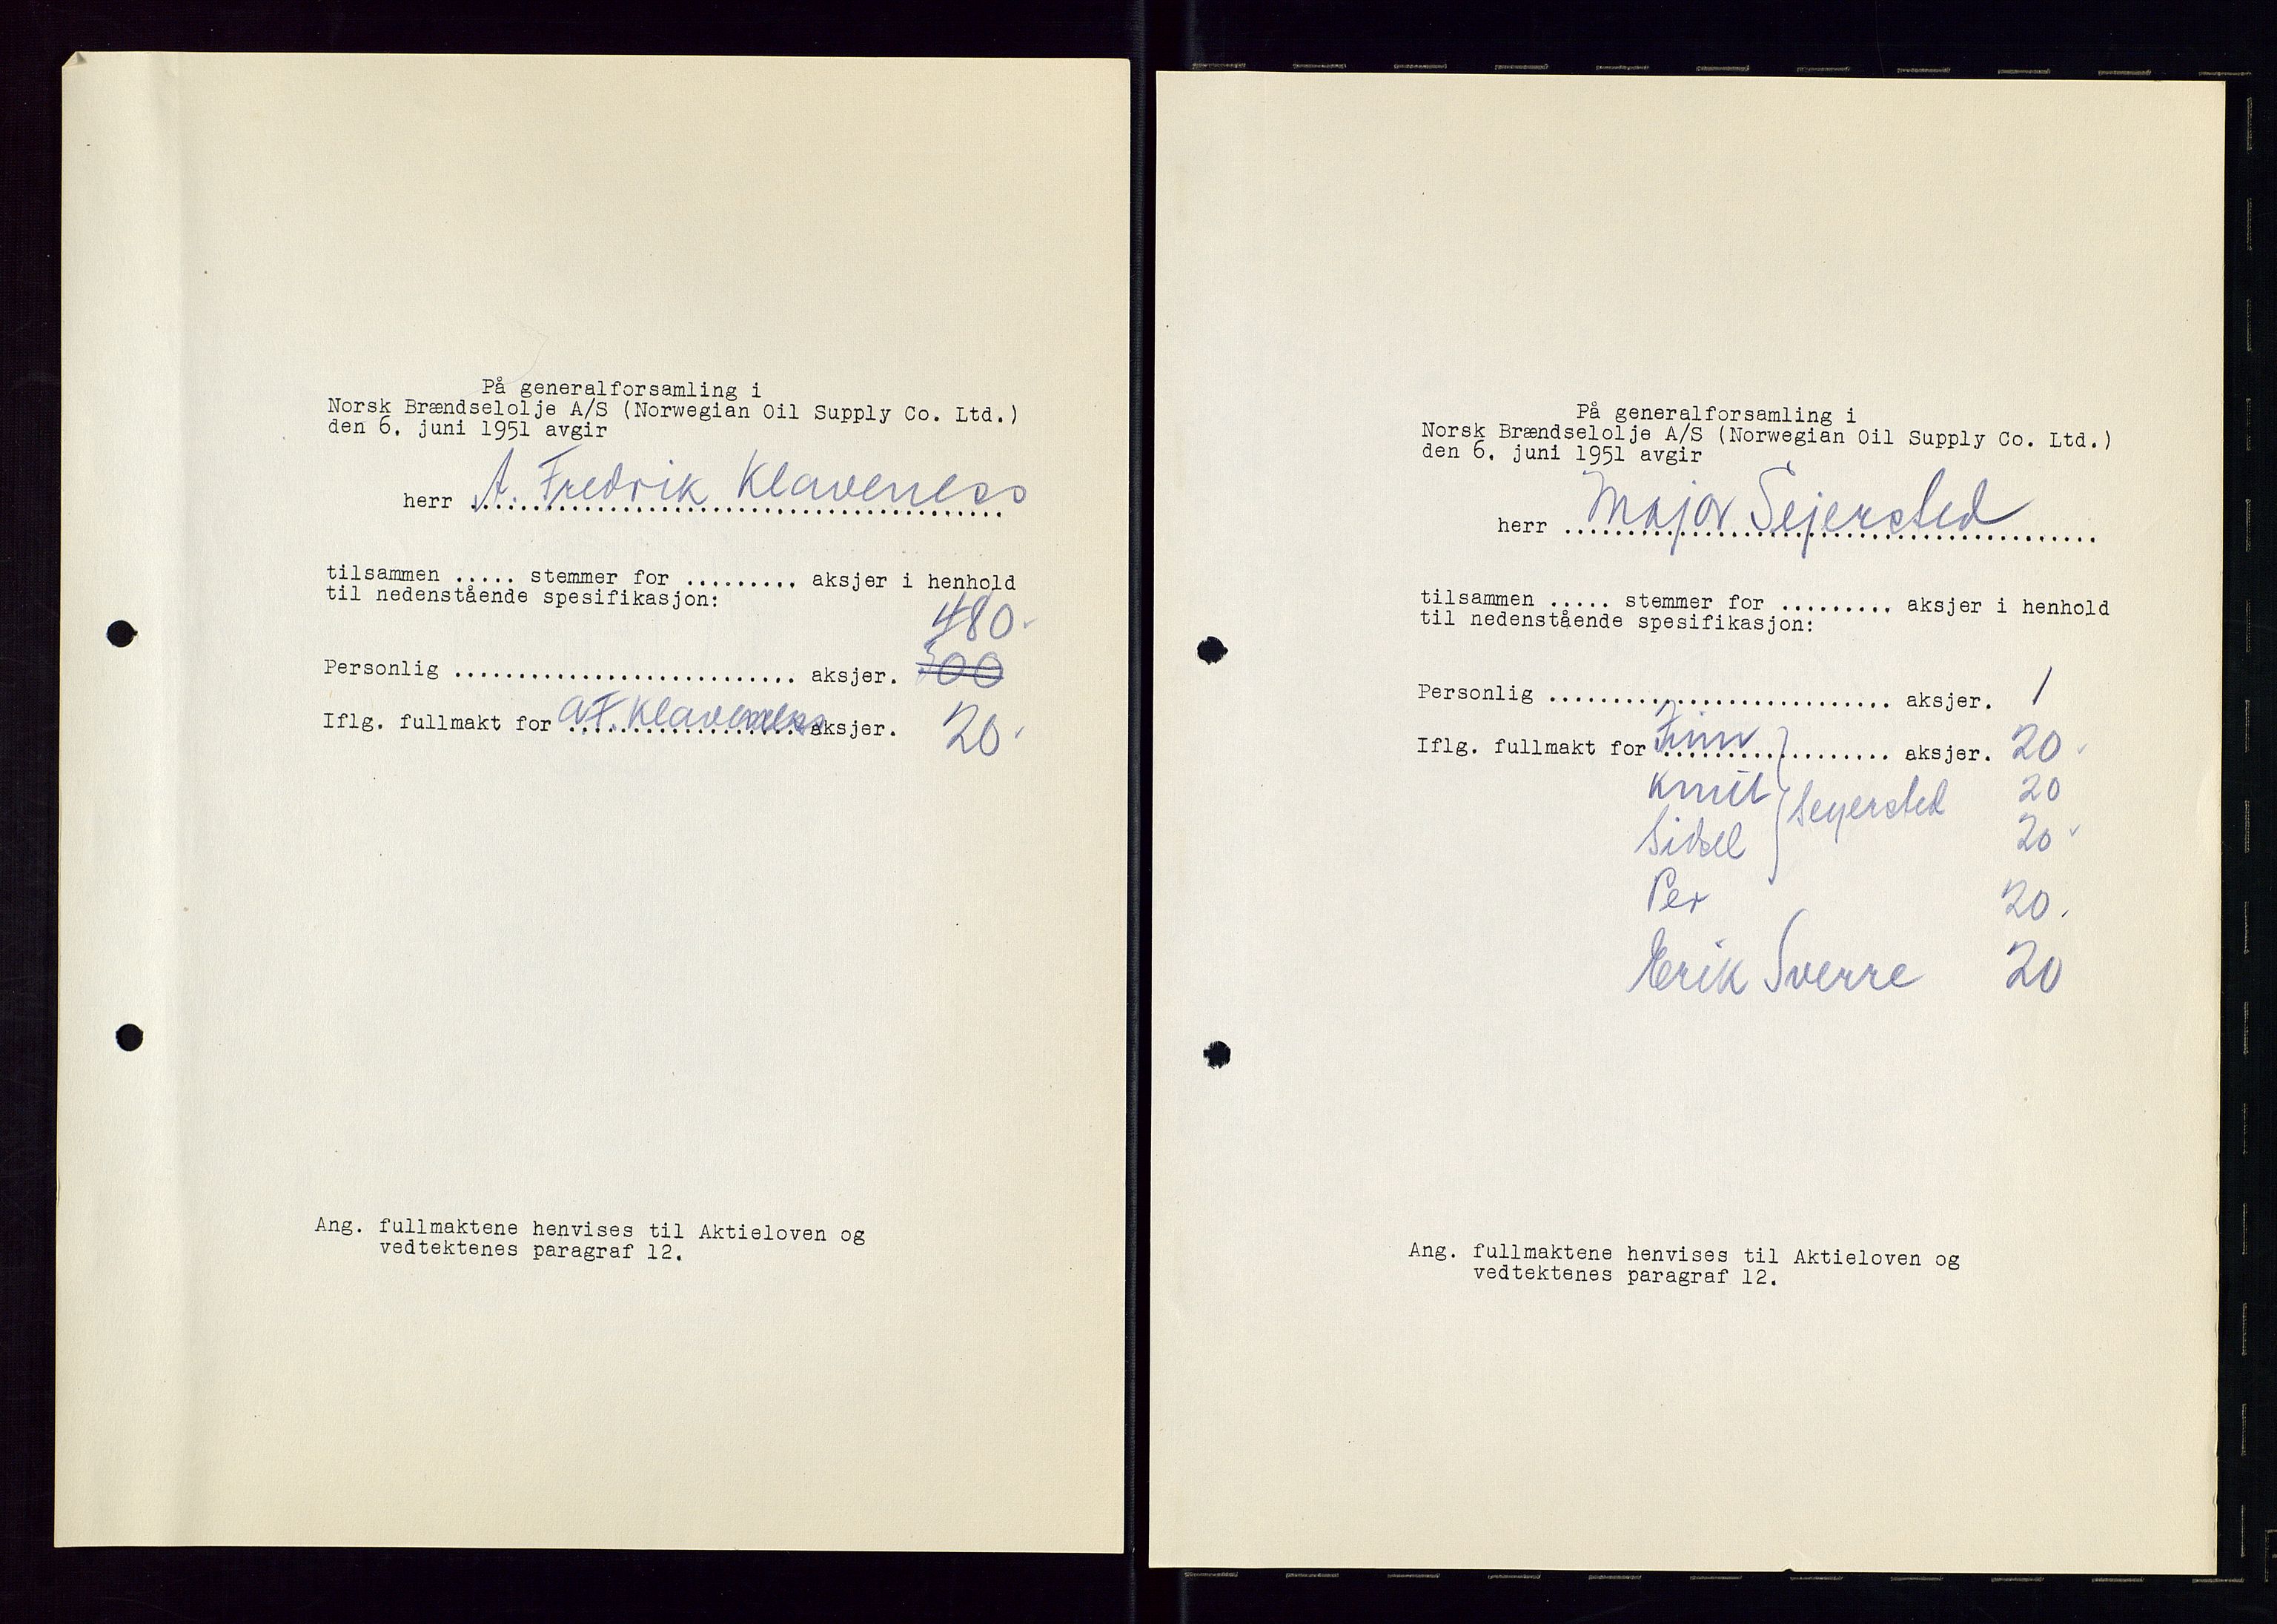 På generalforsamling i
Norsk Brændselolje A/S (Norwegian Oil Supply Co. Ltd.)
den 6. juni 1951 avgir
herr A. Fredrik Klaveness
tilsammen ..... stemmer for ......... aksjer i henhold
til nedenstående spesifikasjon:
480
Personlig ........................... aksjer. 500
Iflg. fullmakt for A.F. Klaveness aksjer. 20
Ang. fullmaktene henvises til Aktieloven og
vedtektenes paragraf 12.
På generalforsamling i
Norsk Brændselolje A/S (Norwegian Oil Supply Co. Ltd.)
den 6. juni 1951 avgir
herr Major Sejersted
tilsammen ..... stemmer for ......... aksjer i henhold
til nedenstående spesifikasjon:
Personlig ........................... aksjer. 1
Iflg. fullmakt for Finn aksjer. 20
Knut 20
Sejersted
Sidsel 20
Per 20
Erik Sverre 20
Ang. fullmaktene henvises til Aktieloven og
vedtektenes paragraf 12.